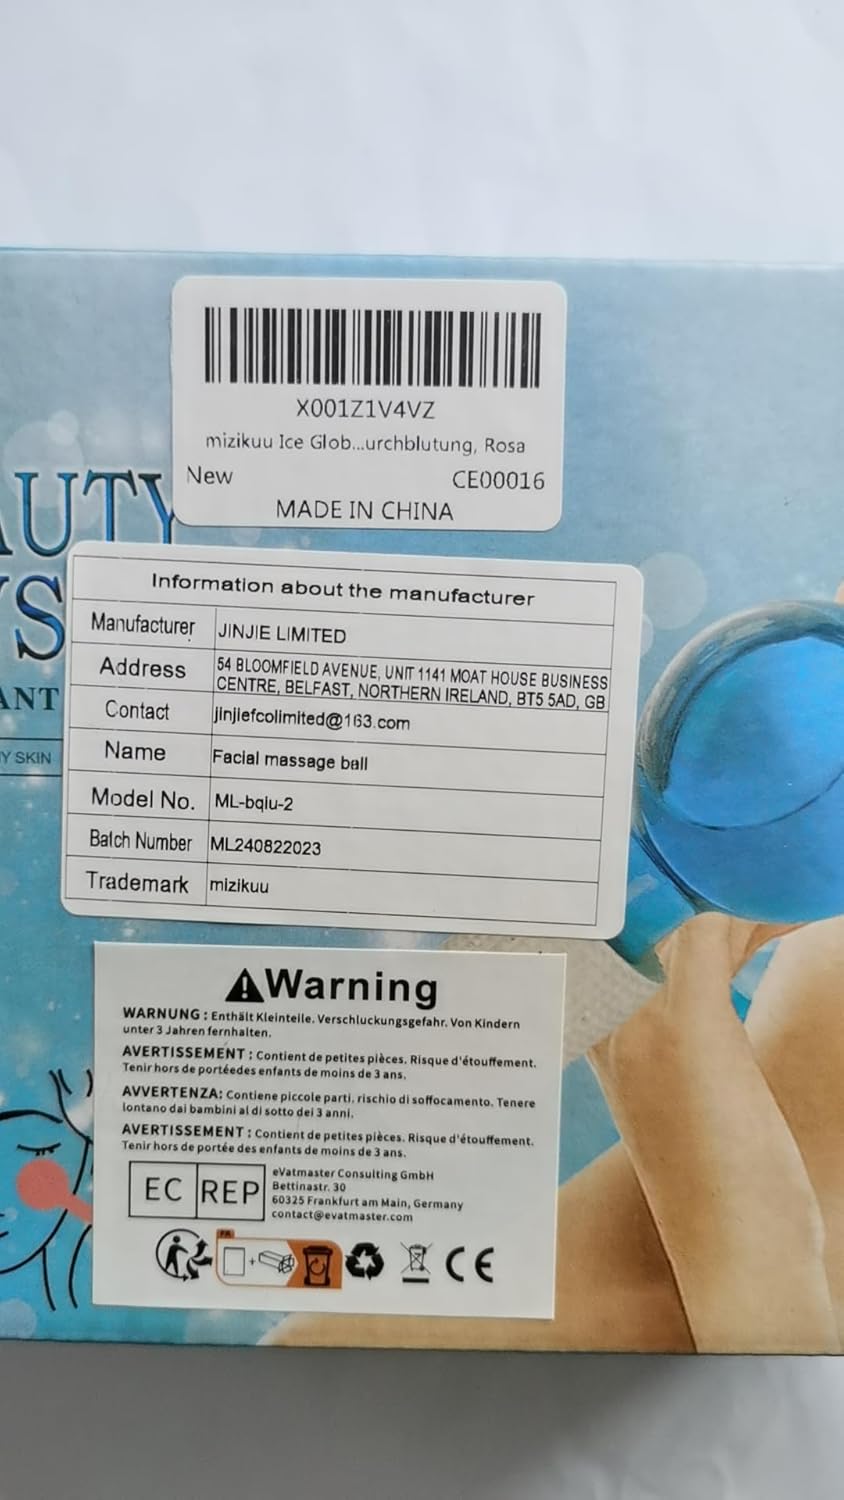 X001Z1V4VZ
mizikuu Ice Glob...urchblutung, Rosa
New CE00016
MADE IN CHINA
AUTY
S
ANT
Y SKIN
Information about the manufacturer
Manufacturer JINJIE LIMITED
Address 54 BLOOMFIELD AVENUE, UNIT 1141 MOAT HOUSE BUSINESS
CENTRE, BELFAST, NORTHERN IRELAND, BT5 5AD, GB
Contact jinjiefcolimited@163.com
Name Facial massage ball
Model No. ML-bqiu-2
Batch Number ML240822023
Trademark mizikuu
Warning
WARNUNG : Enthält Kleinteile. Verschluckungsgefahr. Von Kindern
unter 3 Jahren fernhalten.
AVERTISSEMENT : Contient de petites pièces. Risque d'étouffement.
Tenir hors de portéedes enfants de moins de 3 ans.
AVVERTENZA: Contiene piccole parti, rischio di soffocamento. Tenere
lontano dai bambini al di sotto dei 3 anni.
AVERTISSEMENT : Contient de petites pièces. Risque d'étouffement.
Tenir hors de portée des enfants de moins de 3 ans.
EC REP
eVatmaster Consulting GmbH
Bettinastr. 30
60325 Frankfurt am Main, Germany
contact@evatmaster.com
FR
CE